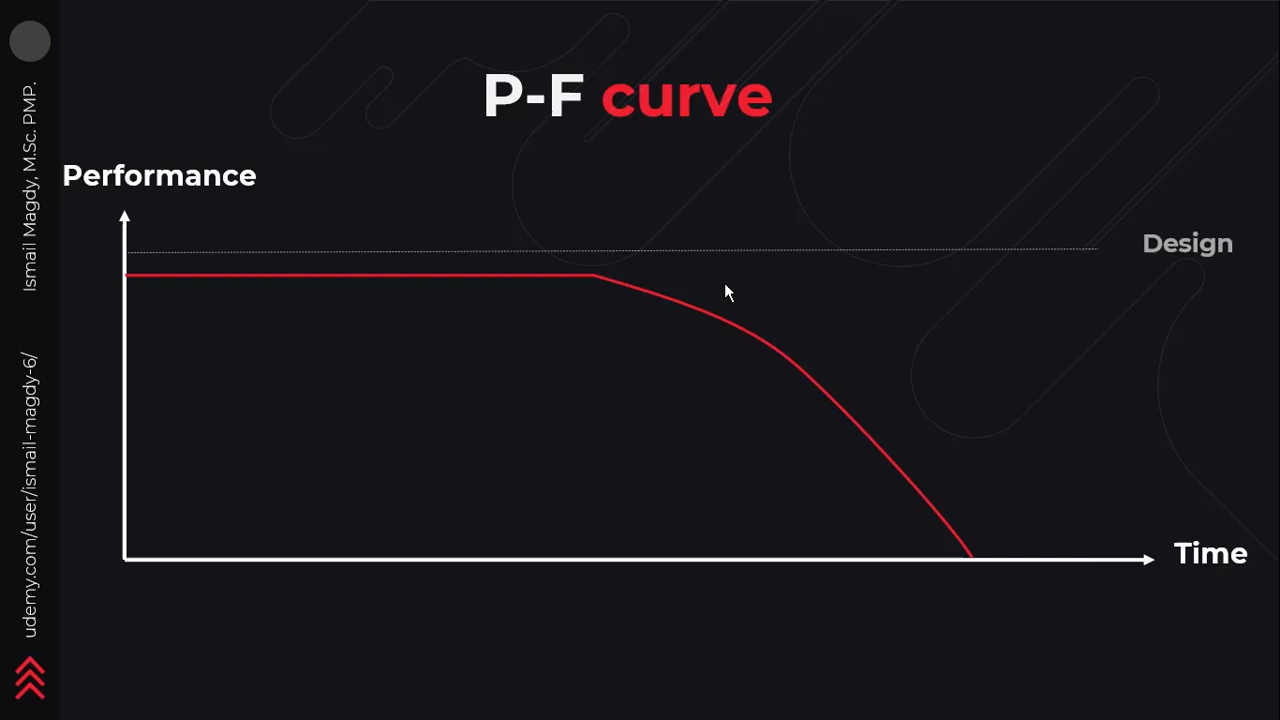 P-F curve
Performance
Design
Time
Ismail Magdy, M.Sc. PMP.
udemy.com/user/ismail-magdy-6/